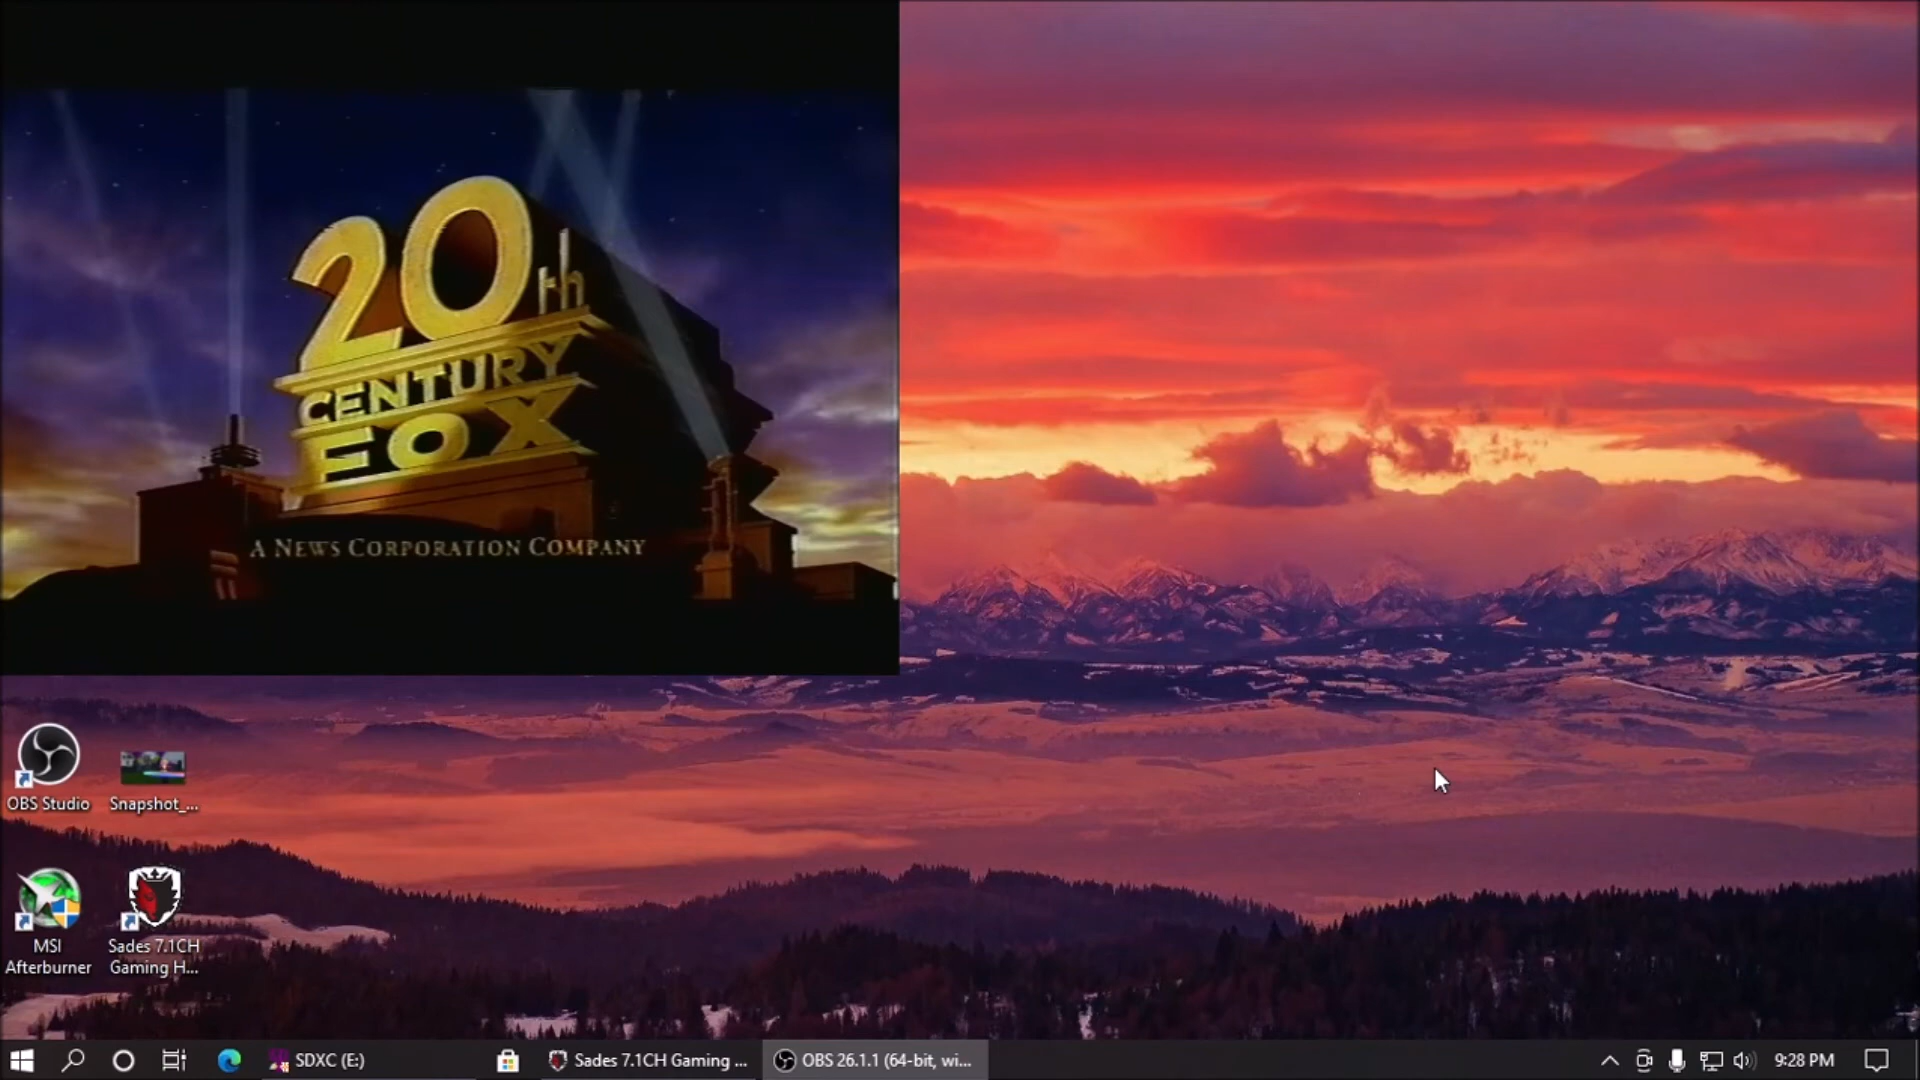 20th
CENTURY
FOX
A NEWS CORPORATION COMPANY
OBS Studio
Snapshot_...
MSI
Afterburner
Sades 7.1CH
Gaming H...
SDXC (E:)
Sades 7.1CH Gaming ...
OBS 26.1.1 (64-bit, wi...
9:28 PM